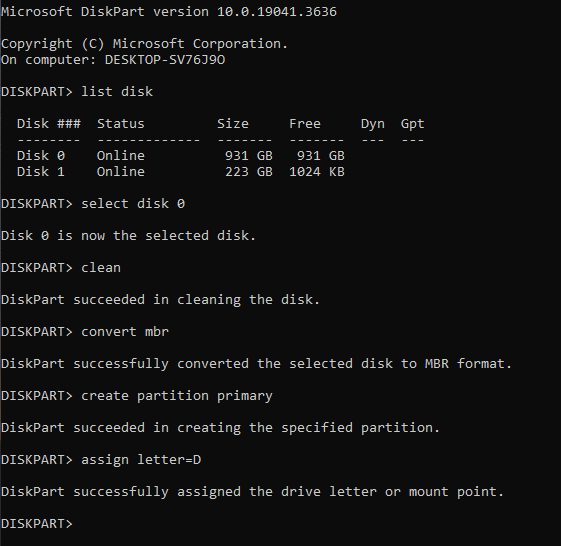 Microsoft DiskPart version 10.0.19041.3636
Copyright (C) Microsoft Corporation.
On computer: DESKTOP-SV76J9O
DISKPART> list disk
  Disk ###  Status         Size     Free     Dyn  Gpt
  --------  -------------  -------  -------  ---  ---
  Disk 0    Online          931 GB   931 GB
  Disk 1    Online          223 GB  1024 KB
DISKPART> select disk 0
Disk 0 is now the selected disk.
DISKPART> clean
DiskPart succeeded in cleaning the disk.
DISKPART> convert mbr
DiskPart successfully converted the selected disk to MBR format.
DISKPART> create partition primary
DiskPart succeeded in creating the specified partition.
DISKPART> assign letter=D
DiskPart successfully assigned the drive letter or mount point.
DISKPART>